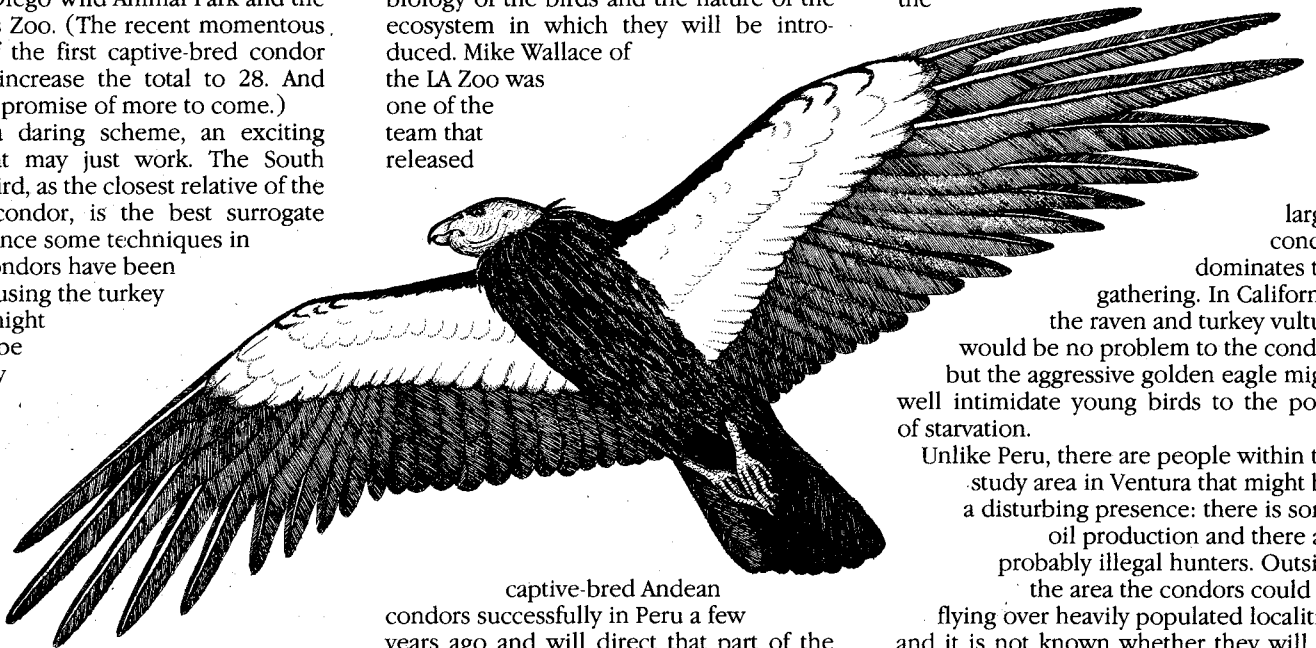 Diego Wild Animal Park and the
s Zoo. (The recent momentous
f the first captive-bred condor
increase the total to 28. And
promise of more to come.)
a daring scheme, an exciting
t may just work. The South
ird, as the closest relative of the
condor, is the best surrogate
nce some techniques in
ondors have been
using the turkey
night
be
y
biology of the birds and the nature of the
ecosystem in which they will be intro-
duced. Mike Wallace of
the LA Zoo was
one of the
team that
released
captive-bred Andean
condors successfully in Peru a few
years ago and will direct that part of the
the
larg
cond
dominates t
gathering. In Californ
the raven and turkey vultu
would be no problem to the cond
but the aggressive golden eagle mig
well intimidate young birds to the po
of starvation.
Unlike Peru, there are people within t
study area in Ventura that might b
a disturbing presence: there is som
oil production and there a
probably illegal hunters. Outsi
the area the condors could
flying over heavily populated localiti
and it is not known whether they will